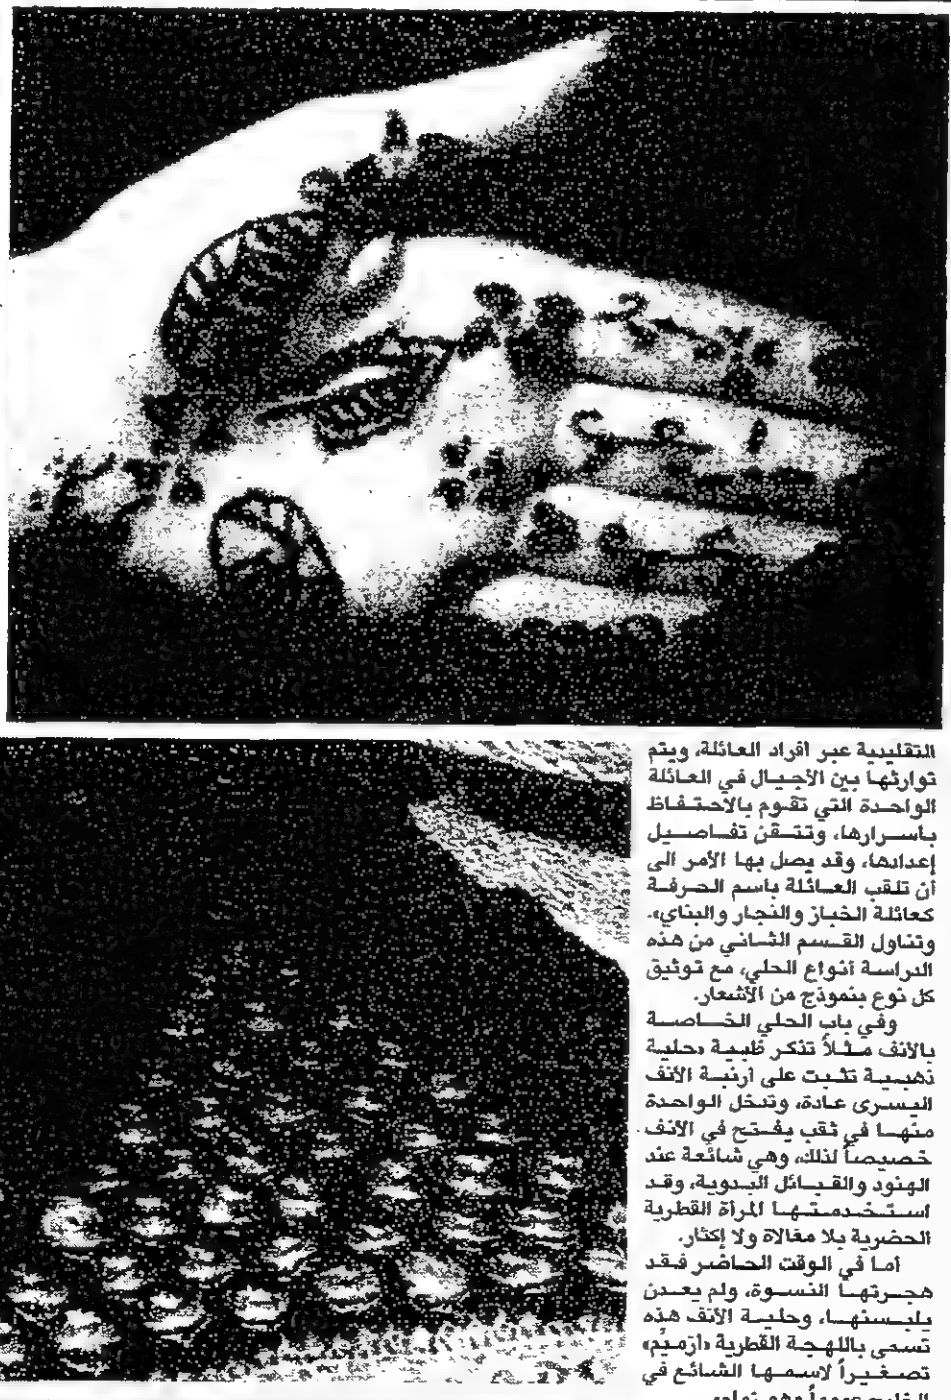 التقليدية عبر أفراد العائلة، ويتم
توارثها بين الأجيال في العائلة
الواحدة التي تقوم بالاحتفاظ
بأسرارها، وتتقن تفاصيل
إعدادها، وقد يصل بها الأمر الى
أن تلقب العائلة باسم الحرفة
كعائلة الخباز والنجار والبناي».
وتناول القسم الثاني من هذه
الدراسة أنواع الحلي، مع توثيق
كل نوع بنموذج من الأشعار.
وفي باب الحلي الخاصة
بالأنف مثلاً تذكر ظبية «حلية
ذهبية تثبت على أرنبة الأنف
اليسرى عادة، وتدخل الواحدة
منها في ثقب يفتح في الأنف
خصيصاً لذلك، وهي شائعة عند
الهنود والقبائل البدوية، وقد
استخدمتها المرأة القطرية
الحضرية بلا مغالاة ولا إكثار.
أما في الوقت الحاضر فقد
هجرتها النسوة، ولم يعدن
يلبسنها، وحلية الأنف هذه
تسمى باللهجة القطرية «ازميّم»
تصغيراً لاسمها الشائع في